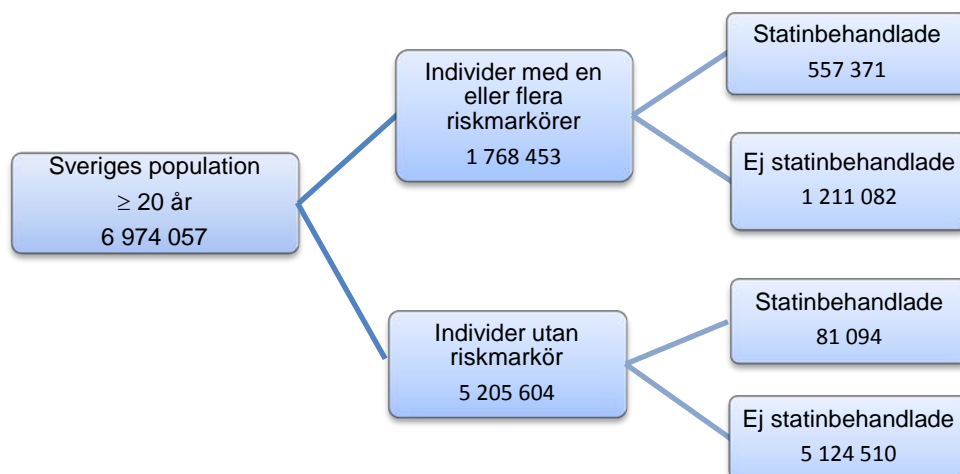 Sveriges population
≥ 20 år
6 974 057
Individer med en
eller flera
riskmarkörer
1 768 453
Statinbehandlade
557 371
Ej statinbehandlade
1 211 082
Individer utan
riskmarkör
5 205 604
Statinbehandlade
81 094
Ej statinbehandlade
5 124 510